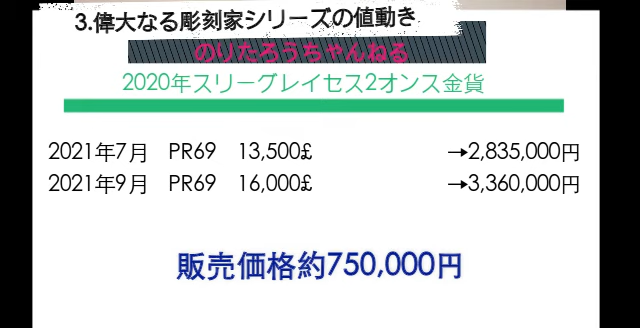 3.偉大なる彫刻家シリーズの値動き
のりたろうちゃんねる
2020年スリーグレイセス2オンス金貨
2021年7月 PR69 13,500£ →2,835,000円
2021年9月 PR69 16,000£ →3,360,000円
販売価格約750,000円